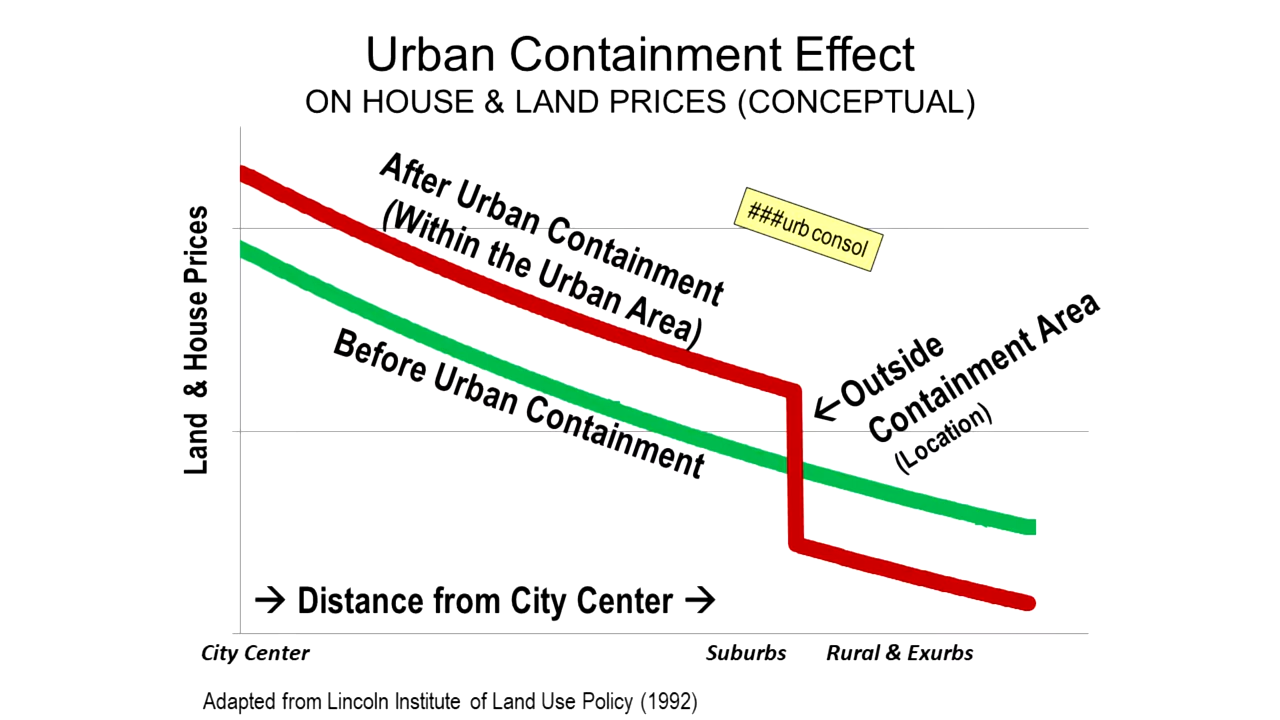 Urban Containment Effect
ON HOUSE & LAND PRICES (CONCEPTUAL)
After Urban Containment
(Within the Urban Area)
###urb consol
Land & House Prices
Before Urban Containment
←Outside
Containment Area
(Location)
→ Distance from City Center →
City Center
Suburbs
Rural & Exurbs
Adapted from Lincoln Institute of Land Use Policy (1992)